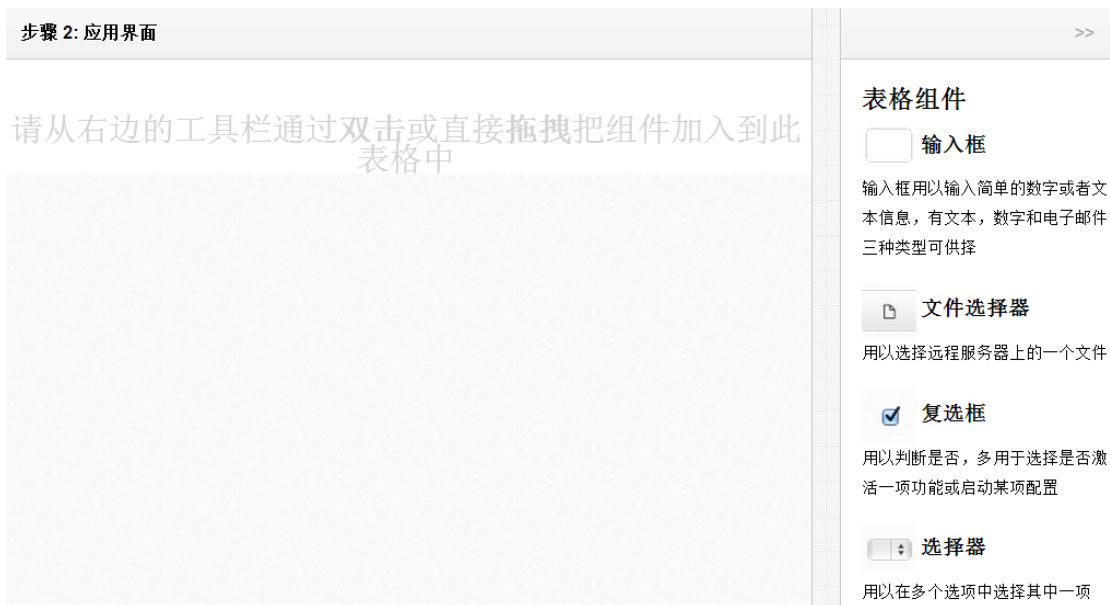 步骤 2: 应用界面
>>
请从右边的工具栏通过双击或直接拖拽把组件加入到此
表格中
表格组件
输入框
输入框用以输入简单的数字或者文
本信息，有文本，数字和电子邮件
三种类型可供择
文件选择器
用以选择远程服务器上的一个文件
复选框
用以判断是否，多用于选择是否激
活一项功能或启动某项配置
选择器
用以在多个选项中选择其中一项